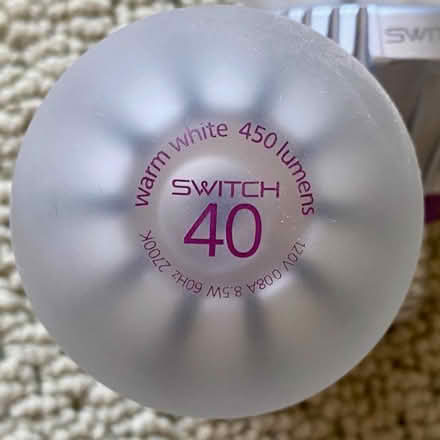 warm white 450 lumens
SWITCH
40
120V 0.08A 8.5W 60Hz 2700K
SWITCH